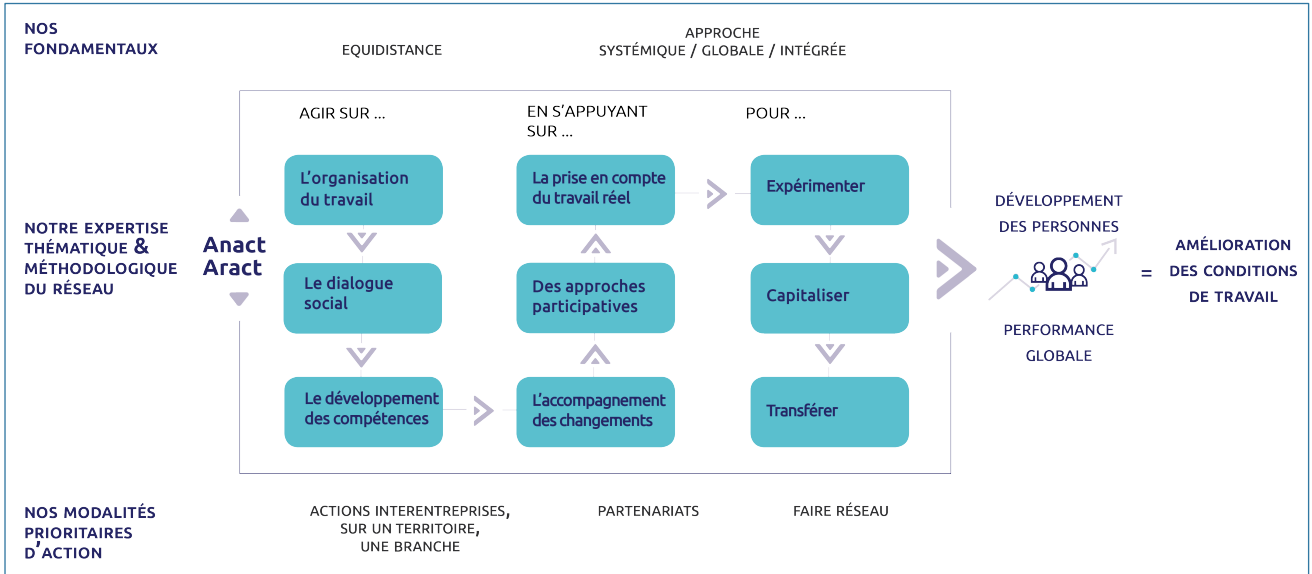 NOS
FONDAMENTAUX
EQUIDISTANCE
APPROCHE
SYSTÉMIQUE / GLOBALE / INTÉGRÉE
AGIR SUR ...
EN S'APPUYANT
SUR ...
POUR ...
L'organisation
du travail
La prise en compte
du travail réel
Expérimenter
NOTRE EXPERTISE
THÉMATIQUE &
MÉTHODOLOGIQUE
DU RÉSEAU
Anact
Aract
Le dialogue
social
Des approches
participatives
Capitaliser
DÉVELOPPEMENT
DES PERSONNES
PERFORMANCE
GLOBALE
=
AMÉLIORATION
DES CONDITIONS
DE TRAVAIL
Le développement
des compétences
L'accompagnement
des changements
Transférer
NOS MODALITÉS
PRIORITAIRES
D'ACTION
ACTIONS INTERENTREPRISES,
SUR UN TERRITOIRE,
UNE BRANCHE
PARTENARIATS
FAIRE RÉSEAU